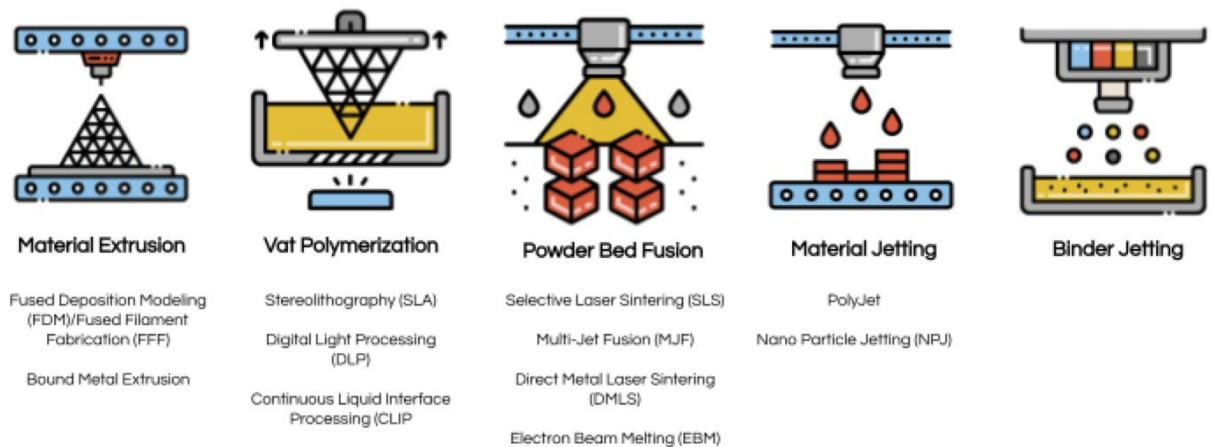 Material Extrusion
Fused Deposition Modeling
(FDM)/Fused Filament
Fabrication (FFF)
Bound Metal Extrusion
Vat Polymerization
Stereolithography (SLA)
Digital Light Processing
(DLP)
Continuous Liquid Interface
Processing (CLIP
Powder Bed Fusion
Selective Laser Sintering (SLS)
Multi-Jet Fusion (MJF)
Direct Metal Laser Sintering
(DMLS)
Electron Beam Melting (EBM)
Material Jetting
PolyJet
Nano Particle Jetting (NPJ)
Binder Jetting